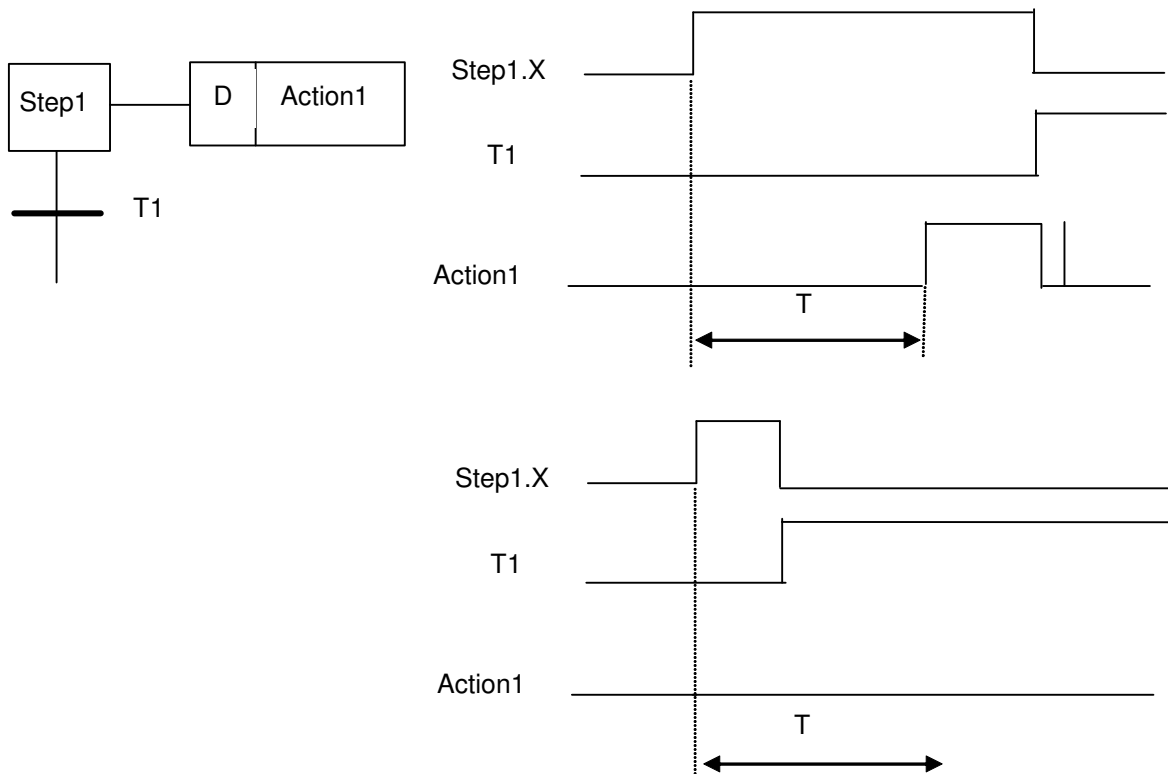 Step1
D
Action1
T1
Step1.X
T1
Action1
T
Step1.X
T1
Action1
T